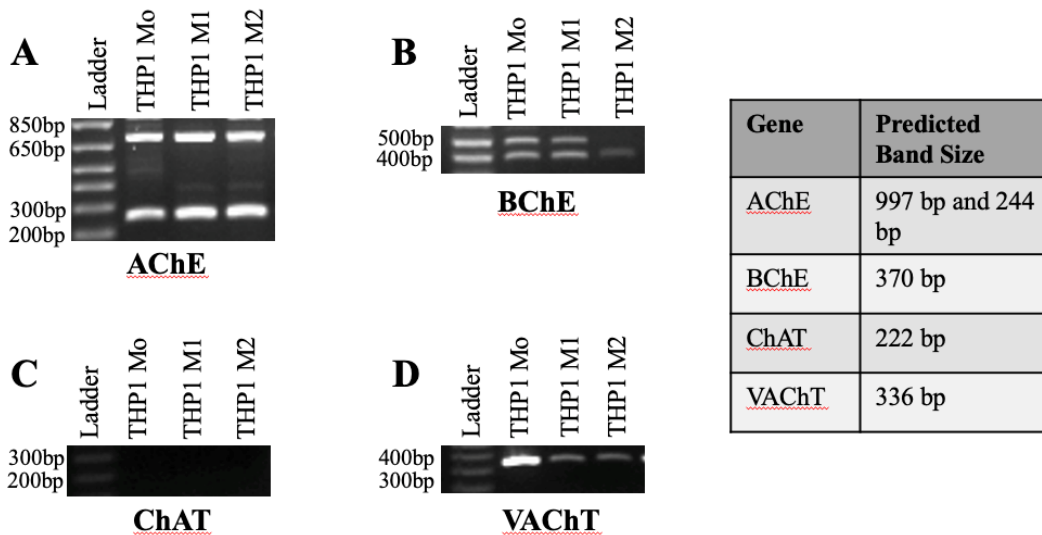 A
Ladder
THP1 Mo
THP1 M1
THP1 M2
850bp
650bp
300bp
200bp
AChE
B
Ladder
THP1 Mo
THP1 M1
THP1 M2
500bp
400bp
BChE
C
Ladder
THP1 Mo
THP1 M1
THP1 M2
300bp
200bp
ChAT
D
Ladder
THP1 Mo
THP1 M1
THP1 M2
400bp
300bp
VAChT
Gene Predicted
Band Size
AChE 997 bp and 244
bp
BChE 370 bp
ChAT 222 bp
VAChT 336 bp